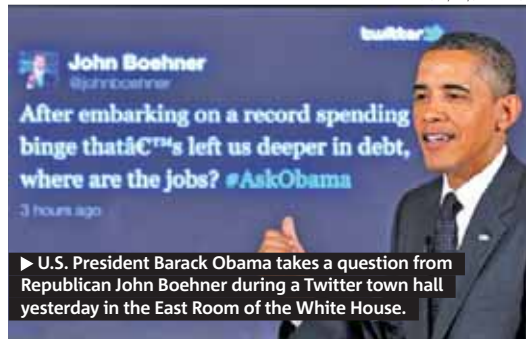 twitter
John Boehner
@johnboehner
After embarking on a record spending
binge thatâ€™s left us deeper in debt,
where are the jobs? #AskObama
3 hours ago
▶ U.S. President Barack Obama takes a question from
Republican John Boehner during a Twitter town hall
yesterday in the East Room of the White House.